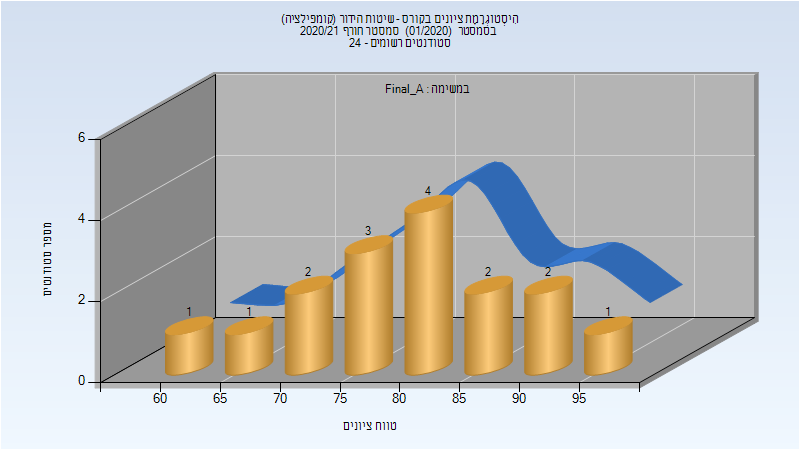 הִיסְטוֹגְרָמַת ציונים בקורס - שיטות הידור (קומפילציה)
בסמסטר (01/2020) סמסטר חורף 2020/21
סטודנטים רשומים - 24
במשימה : Final_A
6
4
2
0
מספר סטודנטים
1
1
2
3
4
2
2
1
60 65 70 75 80 85 90 95
טווח ציונים